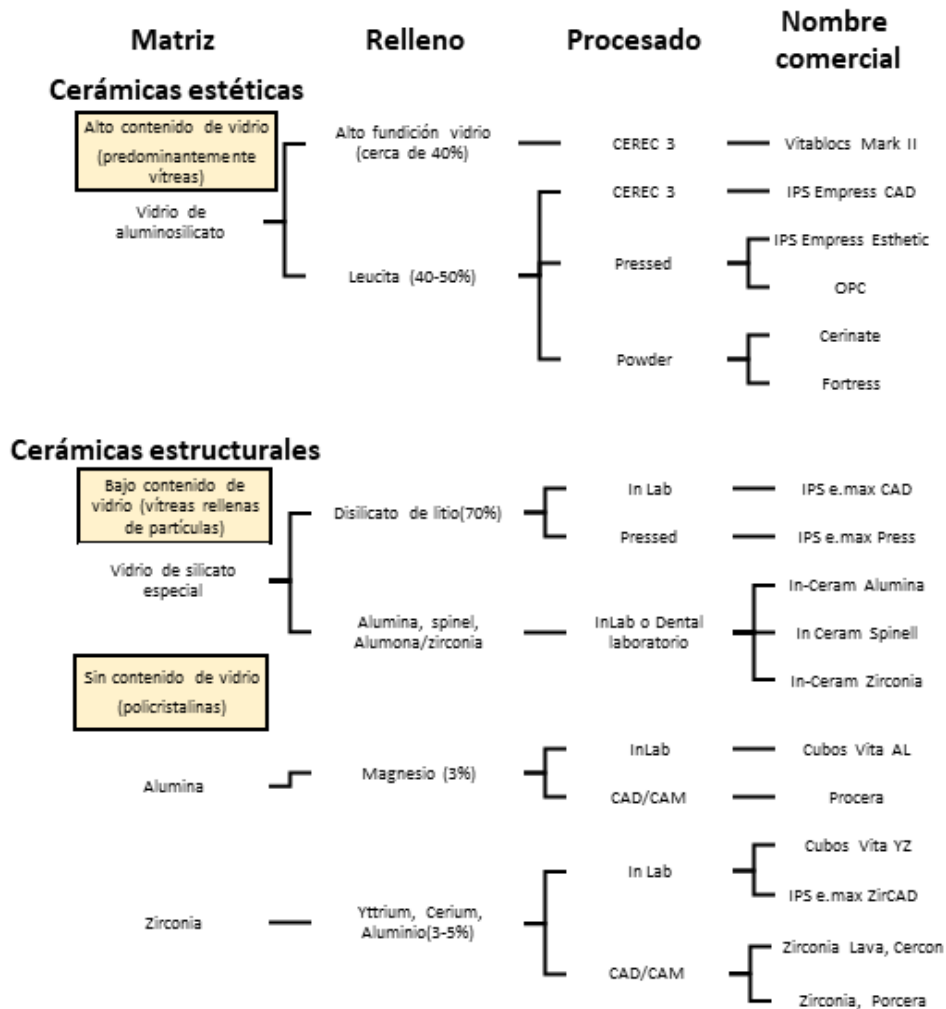 Matriz
Relleno
Procesado
Nombre
comercial
Cerámicas estéticas
Alto contenido de vidrio
(predominantemente
vítreas)
Vidrio de
aluminosilicato
Alto fundición vidrio
(cerca de 40%)
CEREC 3
Vitablocs Mark II
Leucita (40-50%)
CEREC 3
IPS Empress CAD
Pressed
IPS Empress Esthetic
OPC
Powder
Cerinate
Fortress
Cerámicas estructurales
Bajo contenido de
vidrio (vítreas rellenas
de partículas)
Vidrio de silicato
especial
Disilicato de litio(70%)
In Lab
IPS e.max CAD
Pressed
IPS e.max Press
Alumina, spinel,
Alumona/zirconia
InLab o Dental
laboratorio
In-Ceram Alumina
In Ceram Spinell
In-Ceram Zirconia
Sin contenido de vidrio
(policristalinas)
Alumina
Magnesio (3%)
InLab
Cubos Vita AL
CAD/CAM
Procera
Zirconia
Yttrium, Cerium,
Aluminio(3-5%)
In Lab
Cubos Vita YZ
IPS e.max ZirCAD
CAD/CAM
Zirconia Lava, Cercon
Zirconia, Porcera